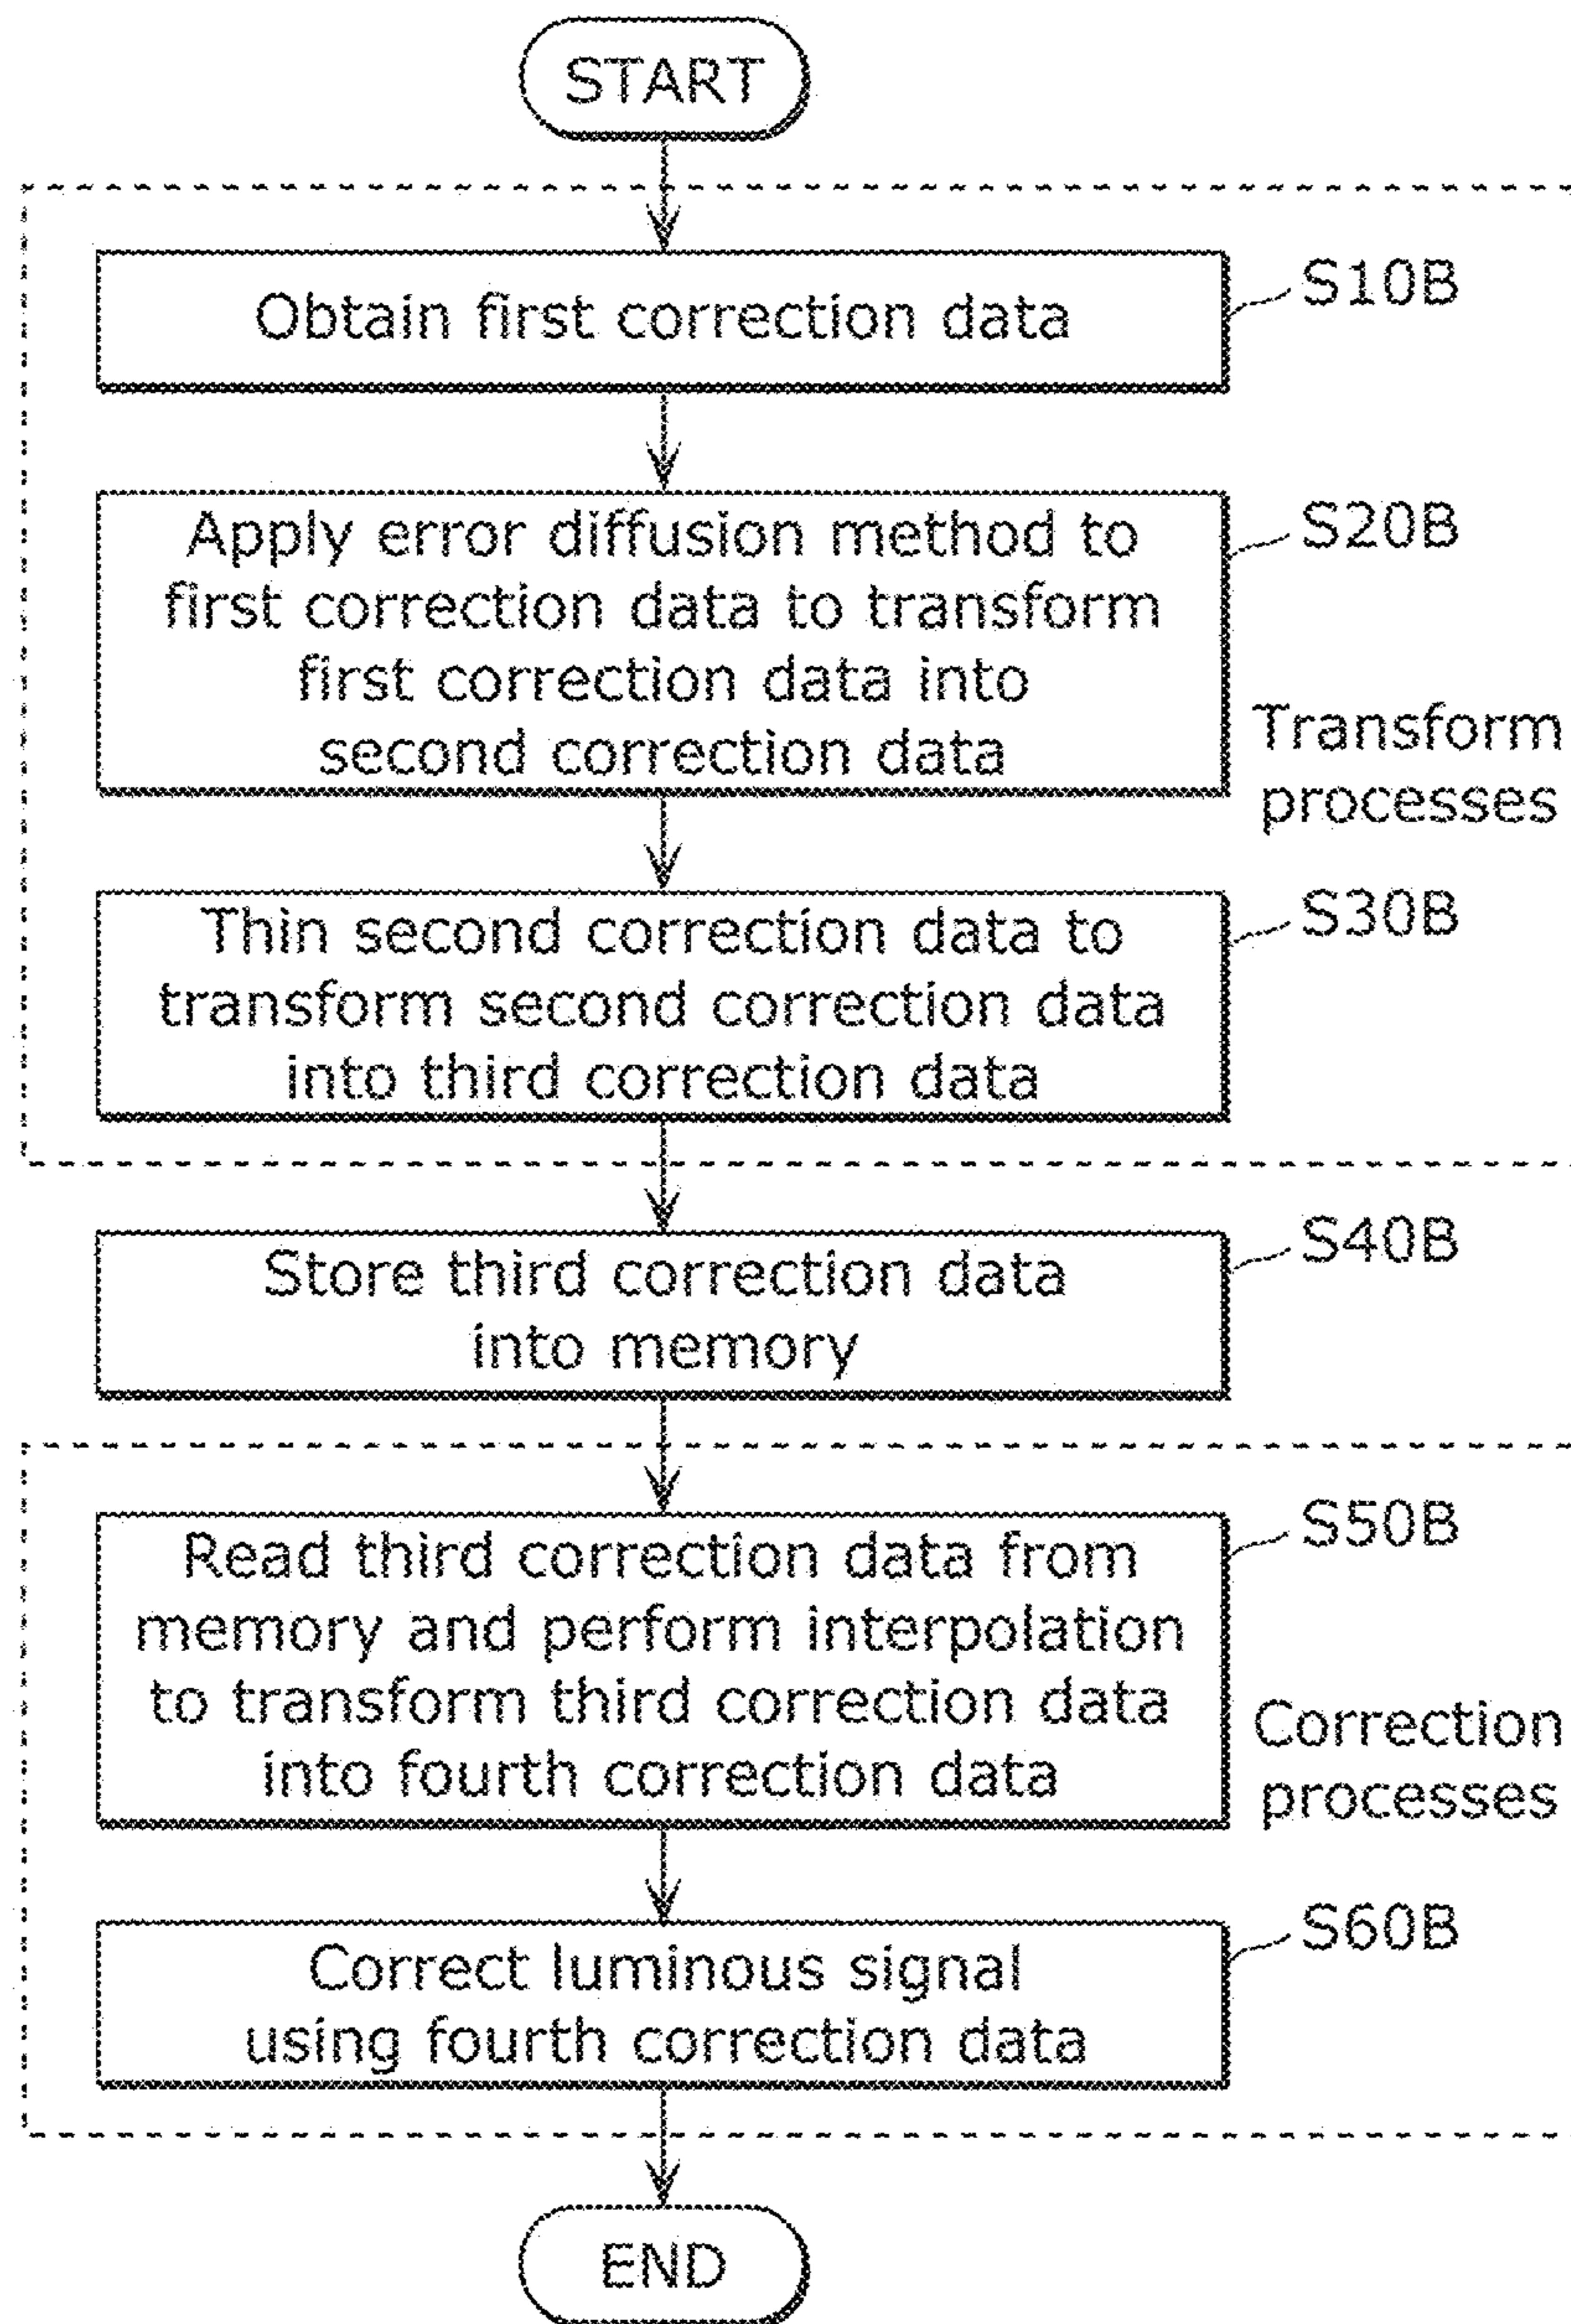 START
Obtain first correction data
S10B
Apply error diffusion method to
first correction data to transform
first correction data into
second correction data
S20B
Transform
processes
Thin second correction data to
transform second correction data
into third correction data
S30B
Store third correction data
into memory
S40B
Read third correction data from
memory and perform interpolation
to transform third correction data
into fourth correction data
S50B
Correction
processes
Correct luminous signal
using fourth correction data
S60B
END